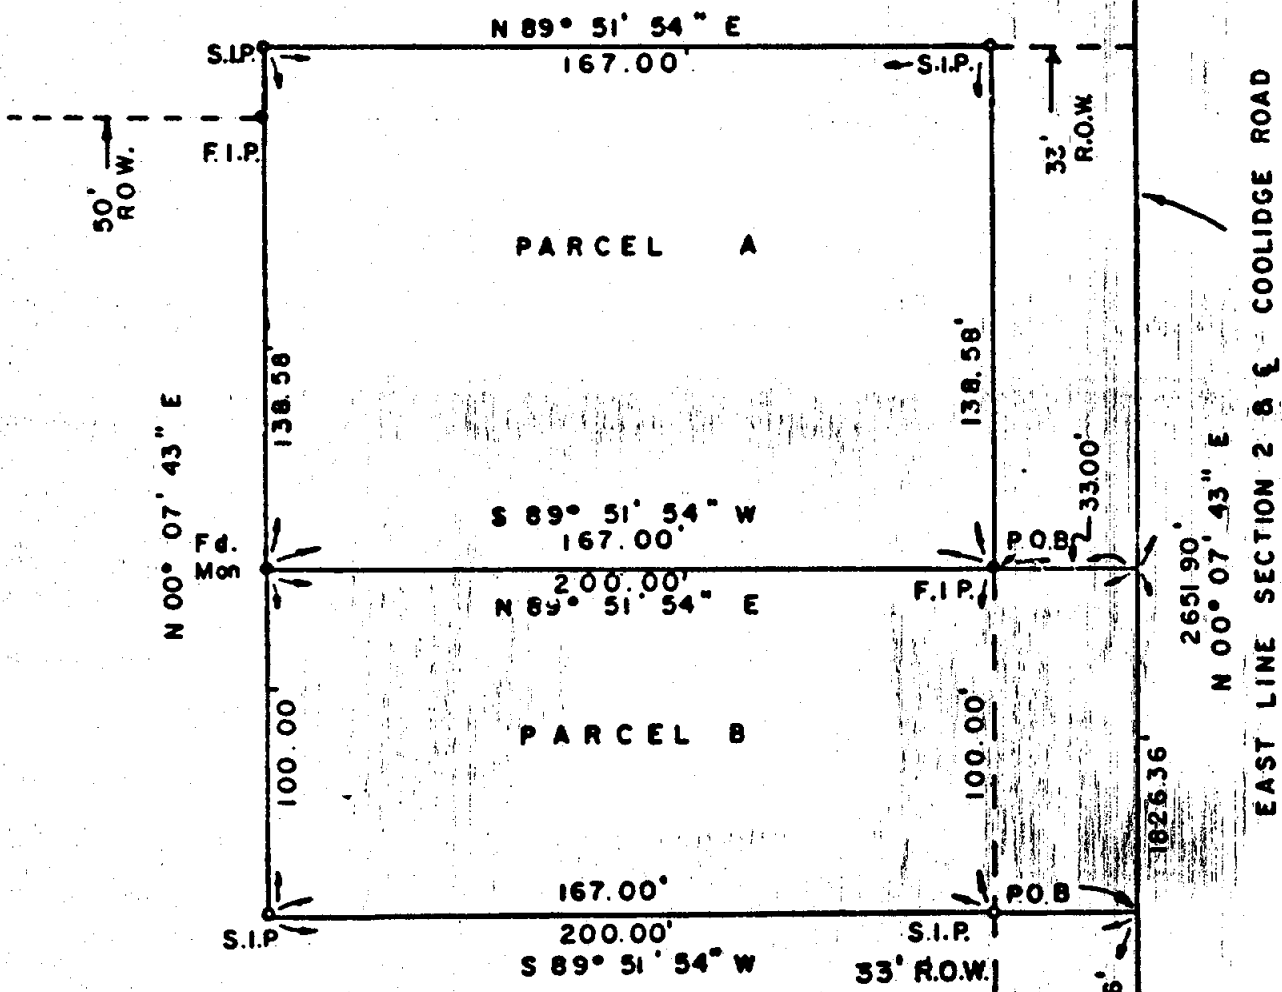 N 89° 51' 54" E
167.00'
S.I.P.
S.I.P.
F.I.P.
50'
ROW.
33'
R.O.W.
PARCEL A
138.58'
138.58'
N 00° 07' 43" E
EAST LINE SECTION 2 & ℄ COOLIDGE ROAD
2651.90'
N 00° 07' 43" E
33.00'
S 89° 51' 54" W
167.00'
Fd.
Mon
P.O.B.
200.00'
N 89° 51' 54" E
F.I.P.
100.00'
PARCEL B
100.00'
1826.36'
167.00'
P.O.B
S.I.P
200.00'
S.I.P.
S 89° 51' 54" W
33' R.O.W.